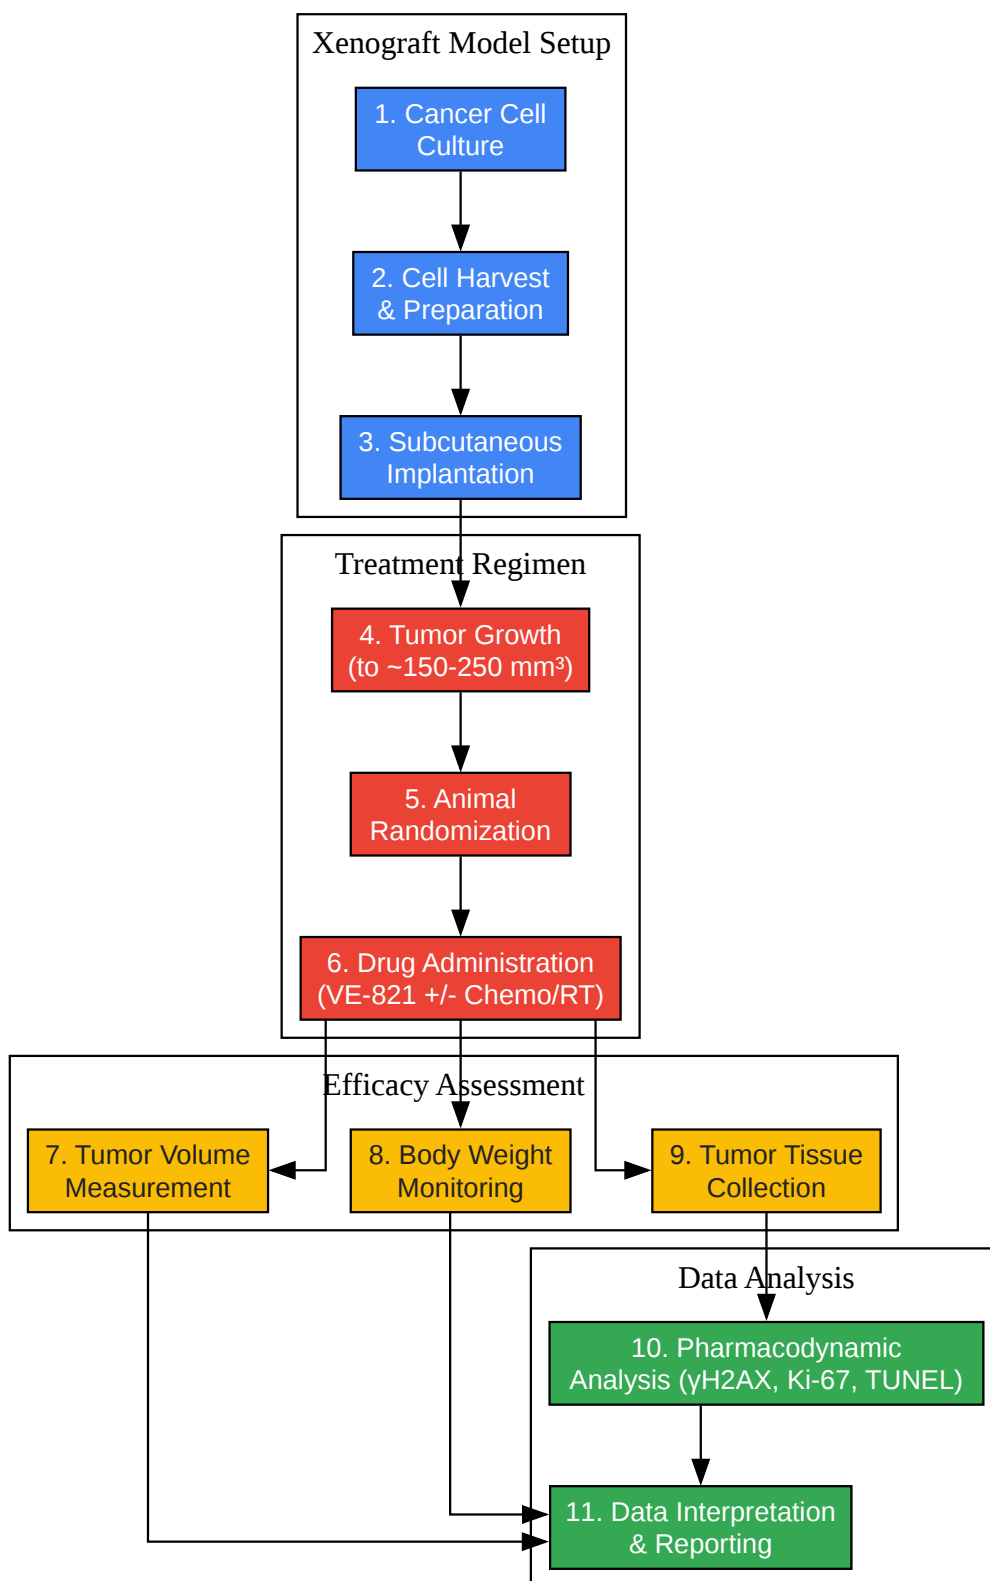 Xenograft Model Setup
1. Cancer Cell
Culture
2. Cell Harvest
& Preparation
3. Subcutaneous
Implantation
Treatment Regimen
4. Tumor Growth
(to ~150-250 mm³)
5. Animal
Randomization
6. Drug Administration
(VE-821 +/- Chemo/RT)
Efficacy Assessment
7. Tumor Volume
Measurement
8. Body Weight
Monitoring
9. Tumor Tissue
Collection
Data Analysis
10. Pharmacodynamic
Analysis (γH2AX, Ki-67, TUNEL)
11. Data Interpretation
& Reporting